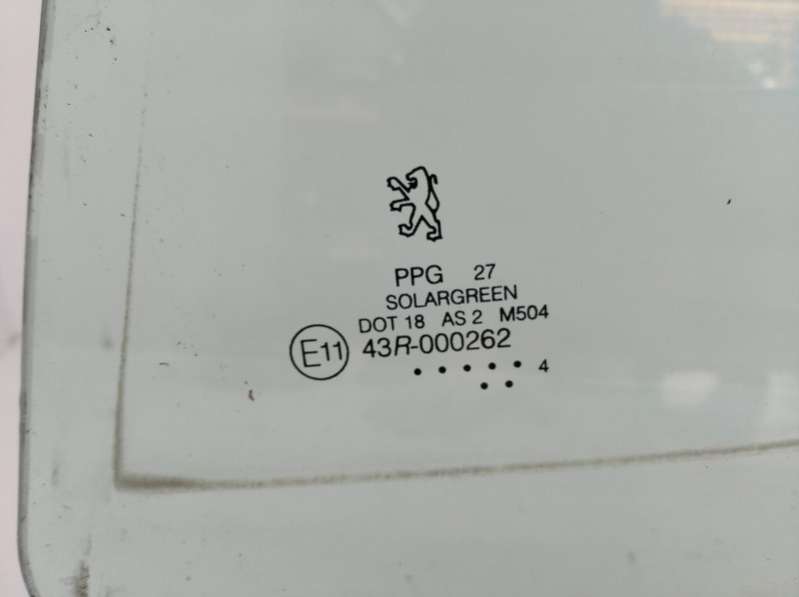 PPG 27
SOLARGREEN
DOT 18 AS 2 M504
E11 43R-000262
. . . . . 4
. .